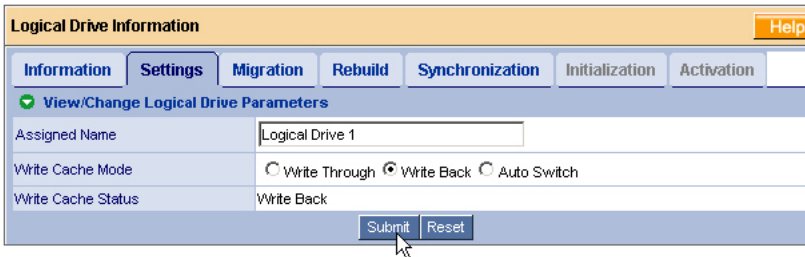 Logical Drive Information Help
Information Settings Migration Rebuild Synchronization Initialization Activation
View/Change Logical Drive Parameters
Assigned Name Logical Drive 1
Write Cache Mode Write Through Write Back Auto Switch
Write Cache Status Write Back
Submit Reset